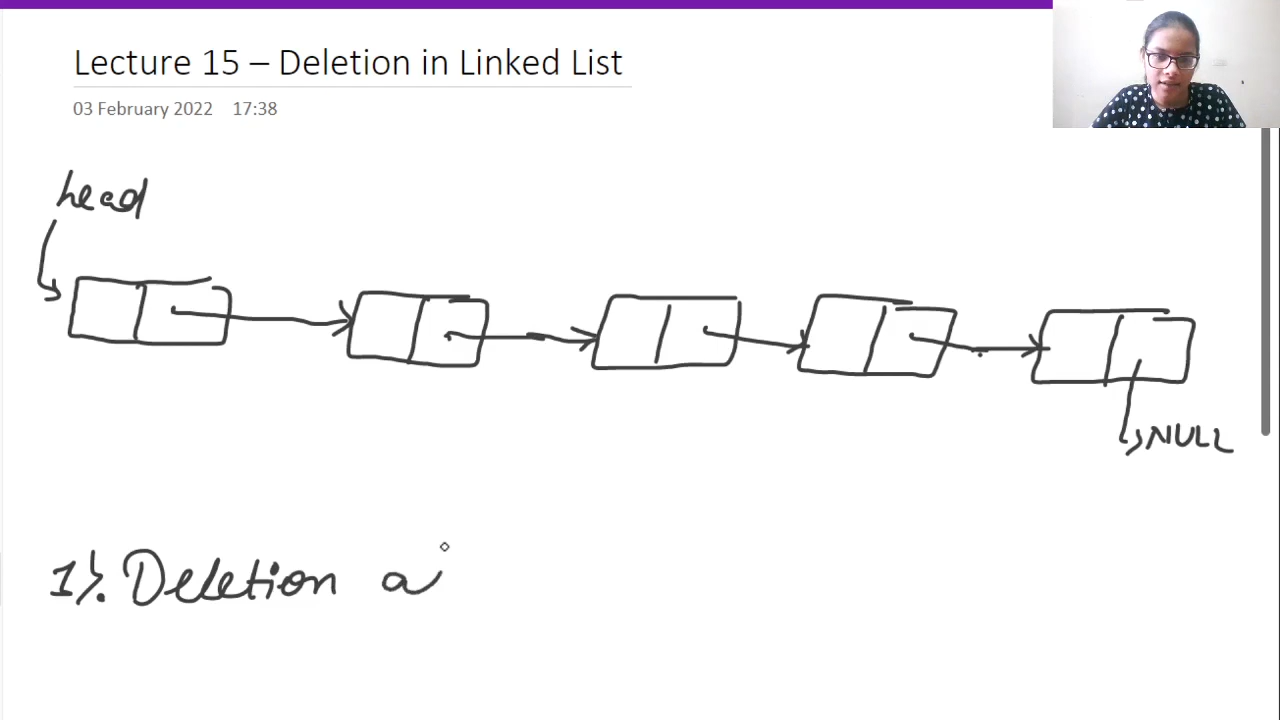 Lecture 15 – Deletion in Linked List
03 February 2022 17:38
head
NULL
1). Deletion a